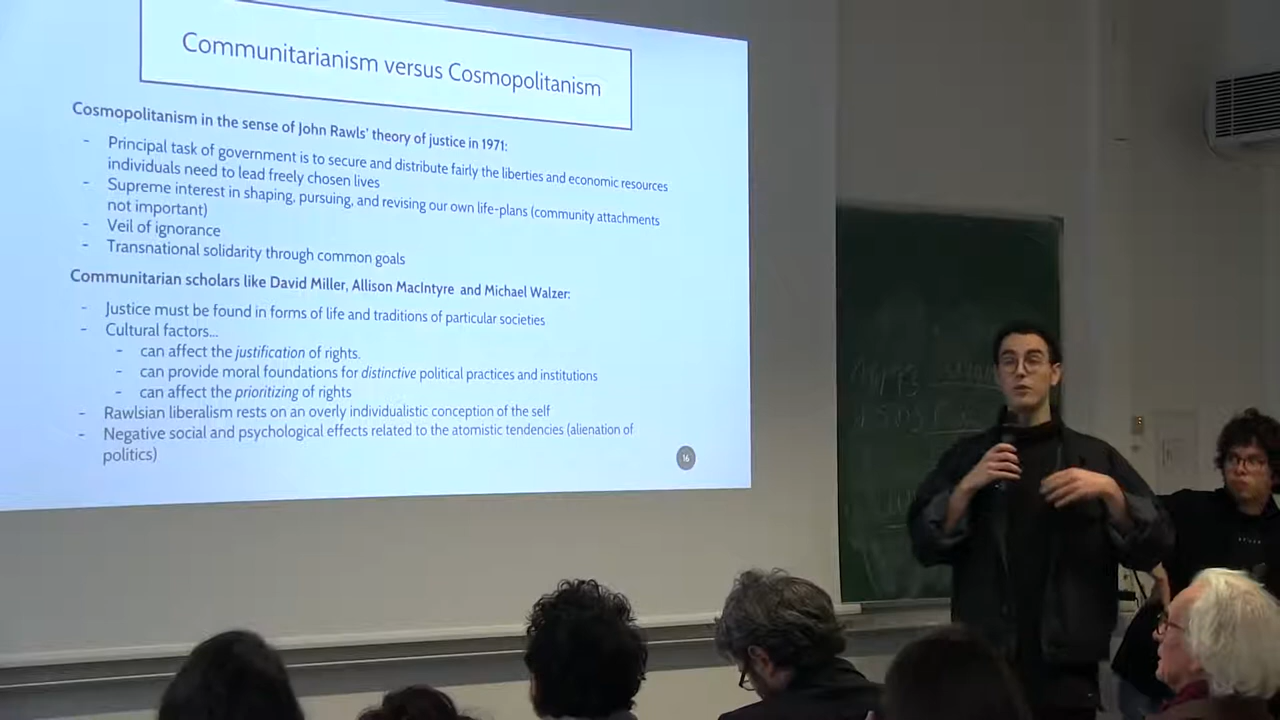 Communitarianism versus Cosmopolitanism
Cosmopolitanism in the sense of John Rawls' theory of justice in 1971:
- Principal task of government is to secure and distribute fairly the liberties and economic resources
individuals need to lead freely chosen lives
- Supreme interest in shaping, pursuing, and revising our own life-plans (community attachments
not important)
- Veil of ignorance
- Transnational solidarity through common goals
Communitarian scholars like David Miller, Allison MacIntyre and Michael Walzer:
- Justice must be found in forms of life and traditions of particular societies
- Cultural factors...
- can affect the justification of rights.
- can provide moral foundations for distinctive political practices and institutions
- can affect the prioritizing of rights
- Rawlsian liberalism rests on an overly individualistic conception of the self
- Negative social and psychological effects related to the atomistic tendencies (alienation of
politics)
16